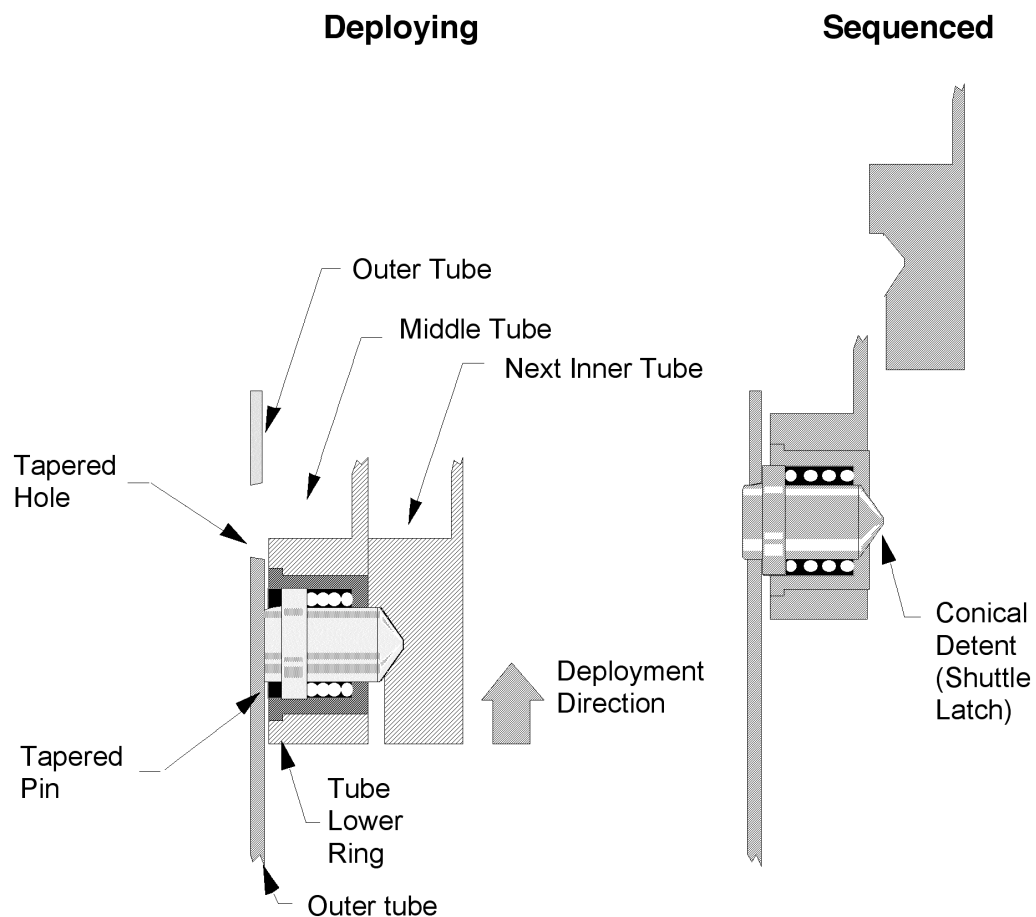 Deploying
Sequenced
Outer Tube
Middle Tube
Next Inner Tube
Tapered
Hole
Tapered
Pin
Tube
Lower
Ring
Outer tube
Deployment
Direction
Conical
Detent
(Shuttle
Latch)